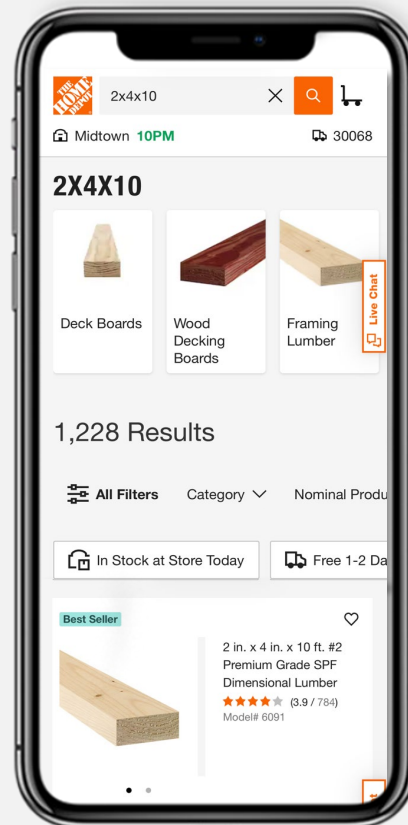 THE HOME DEPOT
2x4x10
Midtown 10PM
30068
2X4X10
Deck Boards
Wood
Decking
Boards
Framing
Lumber
Live Chat
1,228 Results
All Filters
Category
Nominal Produ
In Stock at Store Today
Free 1-2 Da
Best Seller
2 in. x 4 in. x 10 ft. #2
Premium Grade SPF
Dimensional Lumber
(3.9 / 784)
Model# 6091